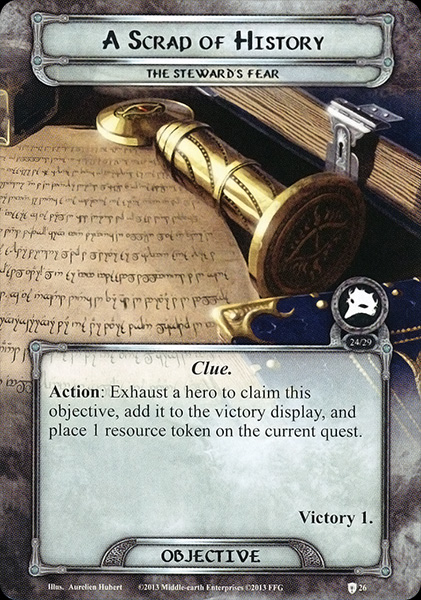 A Scrap of History
The Steward's Fear
24/29
Clue.
Action: Exhaust a hero to claim this
objective, add it to the victory display, and
place 1 resource token on the current quest.
Victory 1.
OBJECTIVE
Illus. Aurelien Hubert ©2013 Middle-earth Enterprises ©2013 FFG 26